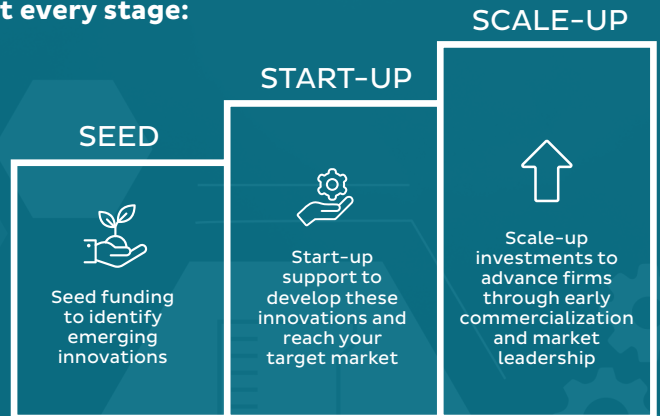 t every stage:
SEED
Seed funding
to identify
emerging
innovations
START-UP
Start-up
support to
develop these
innovations and
reach your
target market
SCALE-UP
Scale-up
investments to
advance firms
through early
commercialization
and market
leadership